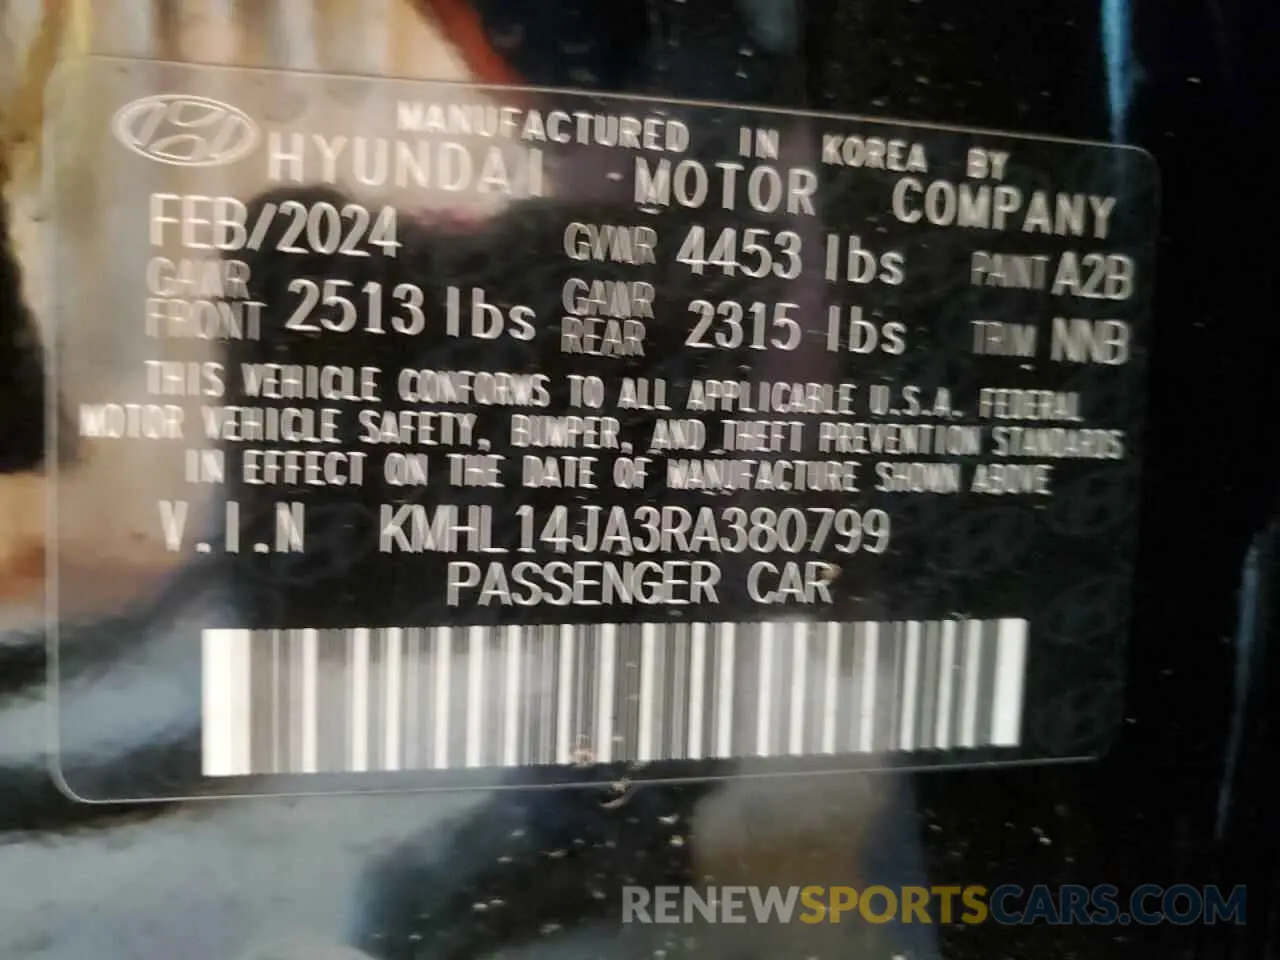 MANUFACTURED IN KOREA BY
HYUNDAI MOTOR COMPANY
FEB/2024 GVWR 4453 lbs PAINT A2B
GAWR FRONT 2513 lbs GAWR REAR 2315 lbs TRIM NNB
THIS VEHICLE CONFORMS TO ALL APPLICABLE U.S.A. FEDERAL
MOTOR VEHICLE SAFETY, BUMPER, AND THEFT PREVENTION STANDARDS
IN EFFECT ON THE DATE OF MANUFACTURE SHOWN ABOVE
V.I.N KMHL14JA3RA380799
PASSENGER CAR
RENEWSPORTSCARS.COM